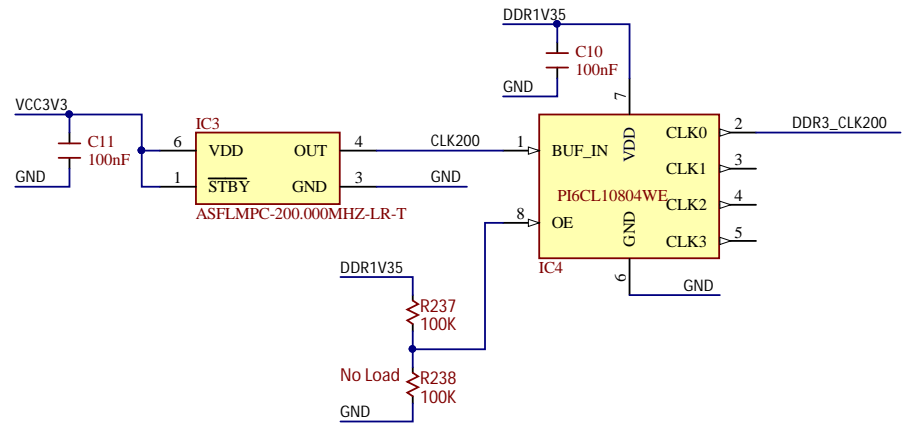 DDR1V35
C10
100nF
GND
VCC3V3
C11
100nF
GND
IC3
6 VDD OUT 4
1 STBY GND 3
ASFLMPC-200.000MHZ-LR-T
CLK200
GND
7
1 BUF_IN VDD CLK0 2
CLK1 3
PI6CL10804WE
CLK2 4
8 OE GND CLK3 5
IC4
6
GND
DDR3_CLK200
DDR1V35
R237
100K
No Load R238
100K
GND